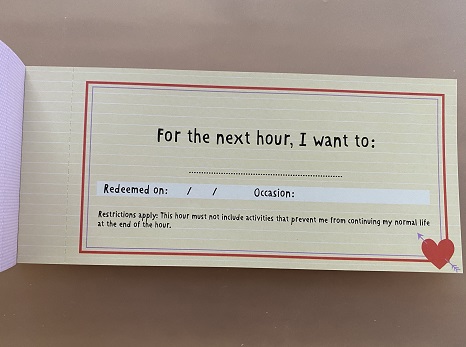 For the next hour, I want to:
Redeemed on: / / Occasion:
Restrictions apply: This hour must not include activities that prevent me from continuing my normal life
at the end of the hour.